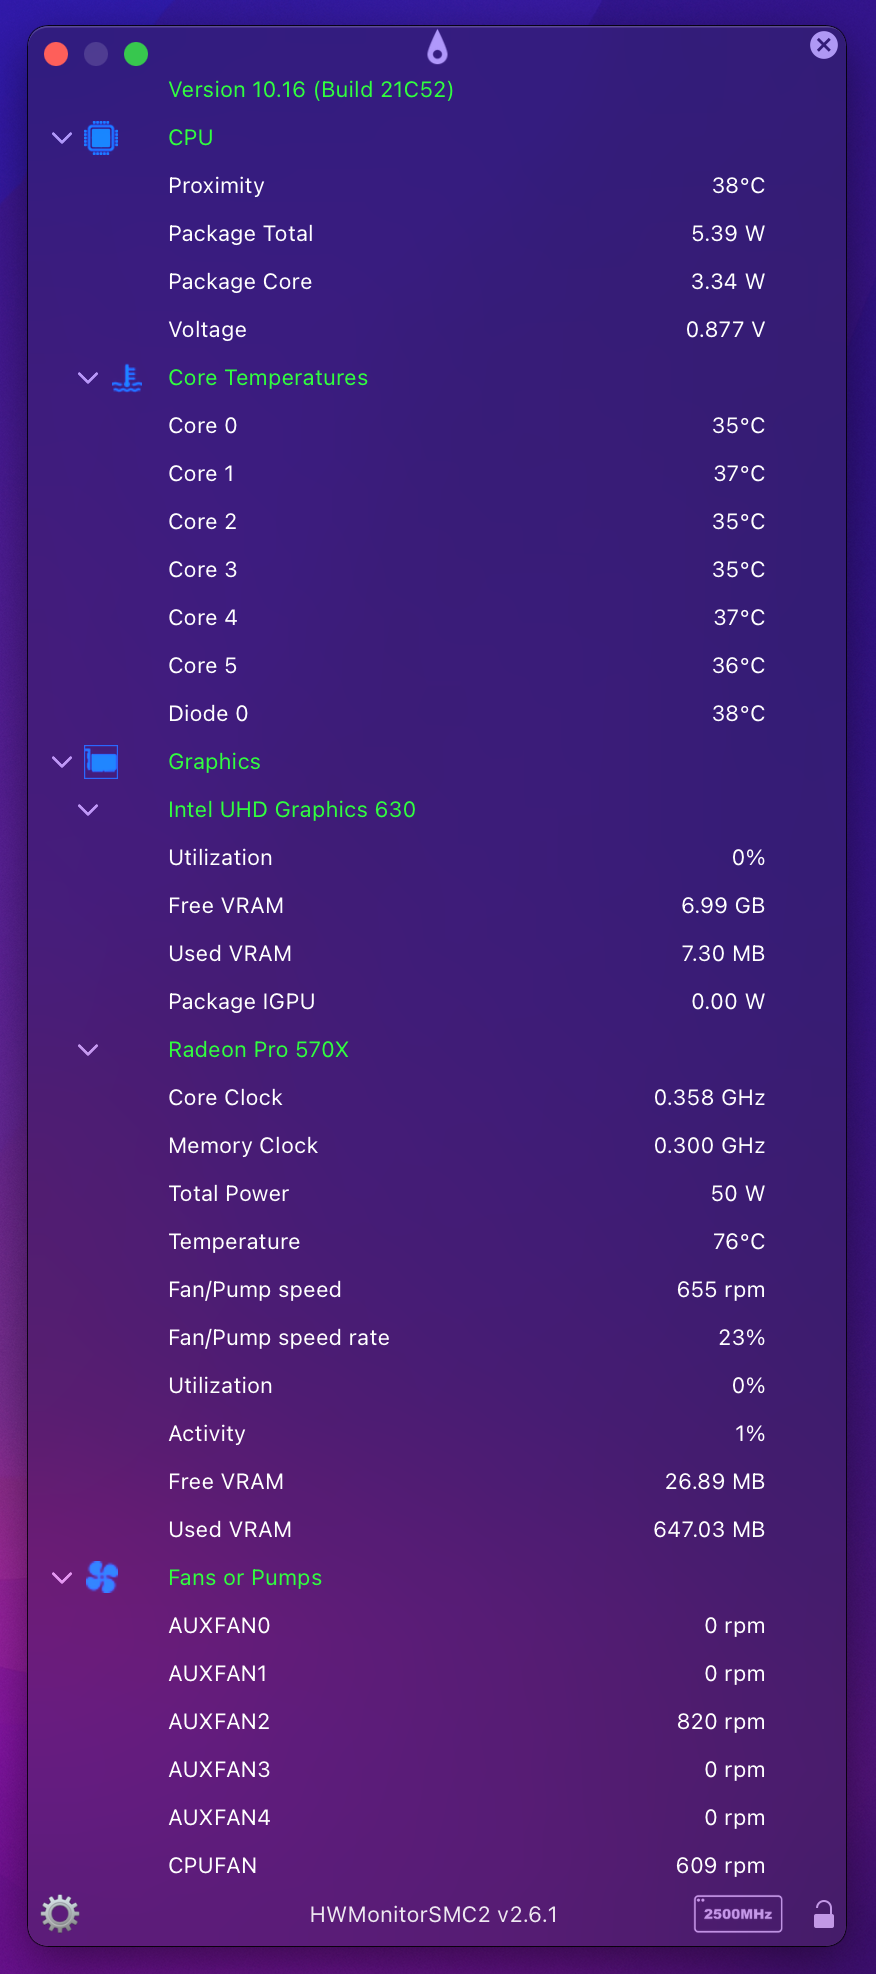 Version 10.16 (Build 21C52)
CPU
Proximity 38°C
Package Total 5.39 W
Package Core 3.34 W
Voltage 0.877 V
Core Temperatures
Core 0 35°C
Core 1 37°C
Core 2 35°C
Core 3 35°C
Core 4 37°C
Core 5 36°C
Diode 0 38°C
Graphics
Intel UHD Graphics 630
Utilization 0%
Free VRAM 6.99 GB
Used VRAM 7.30 MB
Package IGPU 0.00 W
Radeon Pro 570X
Core Clock 0.358 GHz
Memory Clock 0.300 GHz
Total Power 50 W
Temperature 76°C
Fan/Pump speed 655 rpm
Fan/Pump speed rate 23%
Utilization 0%
Activity 1%
Free VRAM 26.89 MB
Used VRAM 647.03 MB
Fans or Pumps
AUXFAN0 0 rpm
AUXFAN1 0 rpm
AUXFAN2 820 rpm
AUXFAN3 0 rpm
AUXFAN4 0 rpm
CPUFAN 609 rpm
HWMonitorSMC2 v2.6.1 2500MHz